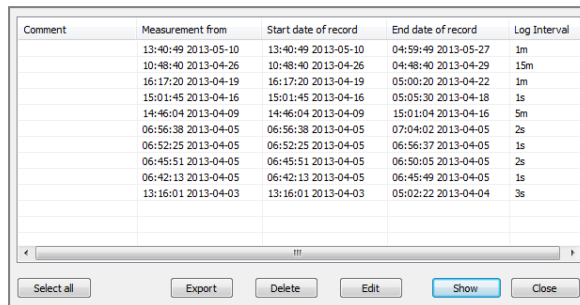 Comment Measurement from Start date of record End date of record Log Interval
13:40:49 2013-05-10 13:40:49 2013-05-10 04:59:49 2013-05-27 1m
10:48:40 2013-04-26 10:48:40 2013-04-26 04:48:40 2013-04-29 15m
16:17:20 2013-04-19 16:17:20 2013-04-19 05:00:20 2013-04-22 1m
15:01:45 2013-04-16 15:01:45 2013-04-16 05:05:30 2013-04-18 1s
14:46:04 2013-04-09 14:46:04 2013-04-09 15:01:04 2013-04-16 5m
06:56:38 2013-04-05 06:56:38 2013-04-05 07:04:02 2013-04-05 2s
06:52:25 2013-04-05 06:52:25 2013-04-05 06:56:37 2013-04-05 1s
06:45:51 2013-04-05 06:45:51 2013-04-05 06:50:05 2013-04-05 2s
06:42:13 2013-04-05 06:42:13 2013-04-05 06:45:49 2013-04-05 1s
13:16:01 2013-04-03 13:16:01 2013-04-03 05:02:22 2013-04-04 3s
Select all Export Delete Edit Show Close